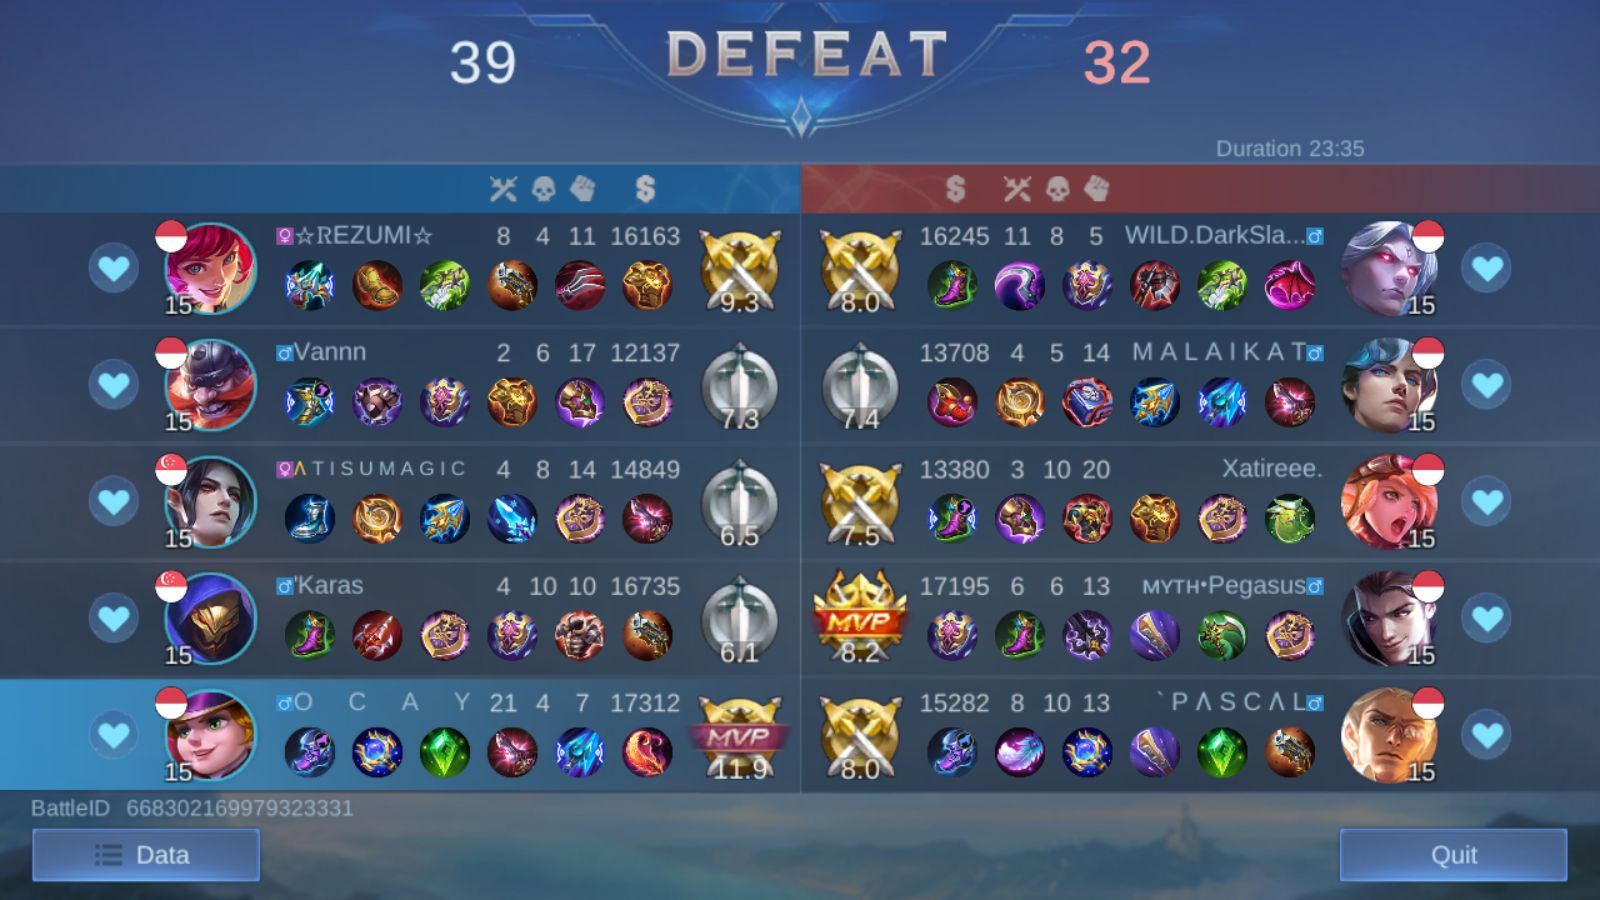 39 DEFEAT 32
Duration 23:35
☆REZUMI☆ 8 4 11 16163
15 9.3
16245 11 8 5 WILD.DarkSla...
8.0 15
Vannn 2 6 17 12137
15 7.3
13708 4 5 14 M A L A I K A T
7.4 15
Λ T I S U M A G I C 4 8 14 14849
15 6.5
13380 3 10 20 Xatireee.
7.5 15
'Karas 4 10 10 16735
15 6.1
17195 6 6 13 ᴍʏᴛʜ•Pegasus
MVP
8.2 15
O C A Y 21 4 7 17312
MVP
15 11.9
15282 8 10 13 `P Λ S C Λ L
8.0 15
BattleID 668302169979323331
Data
Quit